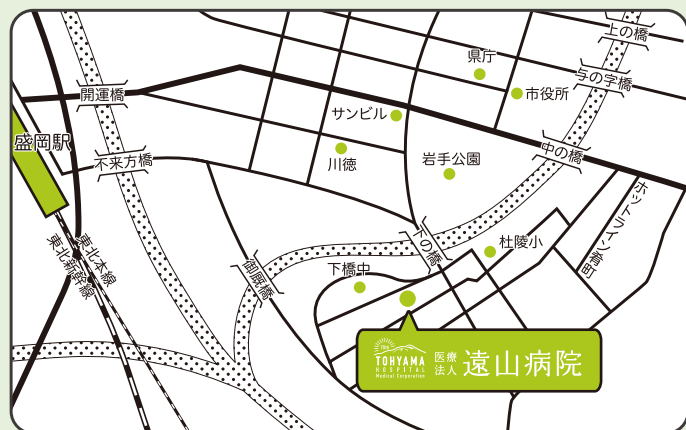 上の橋
県庁
与の字橋
開運橋
市役所
サンビル
盛岡駅
川徳
岩手公園
中の橋
不来方橋
ホットライン肴町
下の橋
杜陵小
東北本線
東北新幹線
御厩橋
下橋中
TOHYAMA
HOSPITAL
Medical Corporation
医療
法人
遠山病院